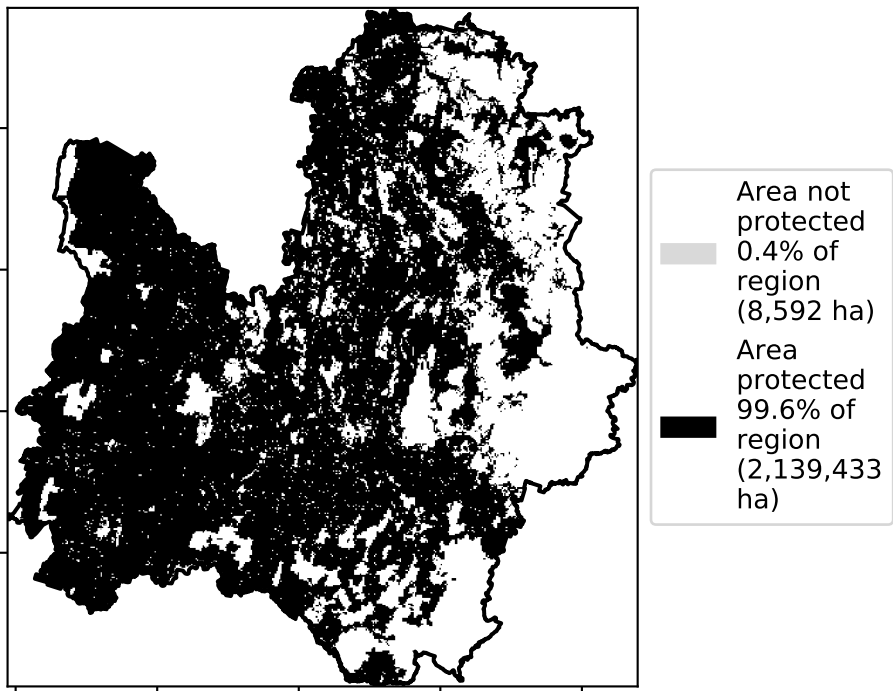 Area not
protected
0.4% of
region
(8,592 ha)
Area
protected
99.6% of
region
(2,139,433
ha)